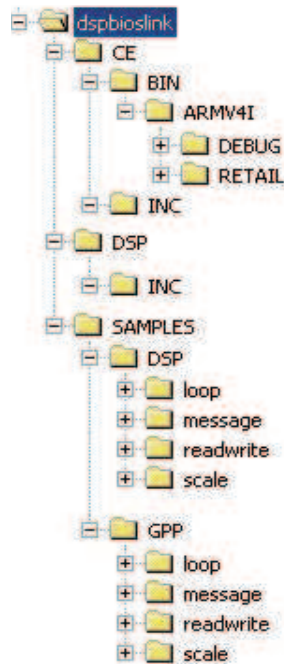 dspbioslink
CE
BIN
ARMV4I
DEBUG
RETAIL
INC
DSP
INC
SAMPLES
DSP
loop
message
readwrite
scale
GPP
loop
message
readwrite
scale